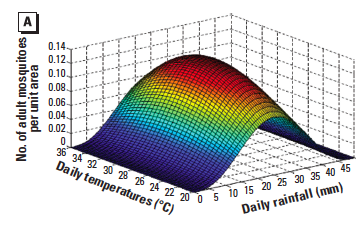 A
No. of adult mosquitoes
per unit area
0.14
0.12
0.10
0.08
0.06
0.04
0.02
0
36 34 32 30 28 26 24 22 20
Daily temperatures (°C)
0 5 10 15 20 25 30 35 40 45
Daily rainfall (mm)